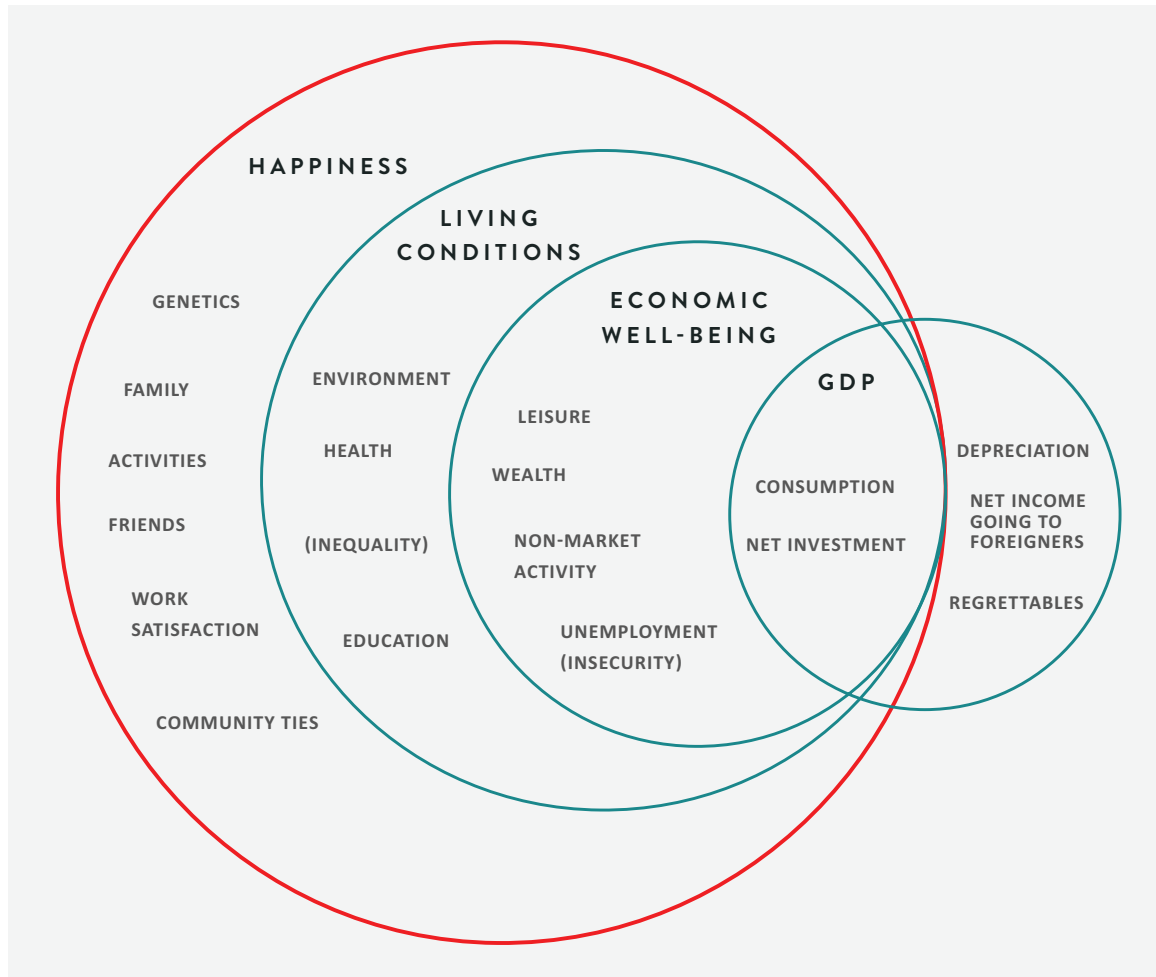 HAPPINESS
LIVING
CONDITIONS
ECONOMIC
WELL-BEING
GDP
GENETICS
FAMILY
ACTIVITIES
FRIENDS
WORK
SATISFACTION
COMMUNITY TIES
ENVIRONMENT
HEALTH
(INEQUALITY)
EDUCATION
LEISURE
WEALTH
NON-MARKET
ACTIVITY
UNEMPLOYMENT
(INSECURITY)
CONSUMPTION
NET INVESTMENT
DEPRECIATION
NET INCOME
GOING TO
FOREIGNERS
REGRETTABLES